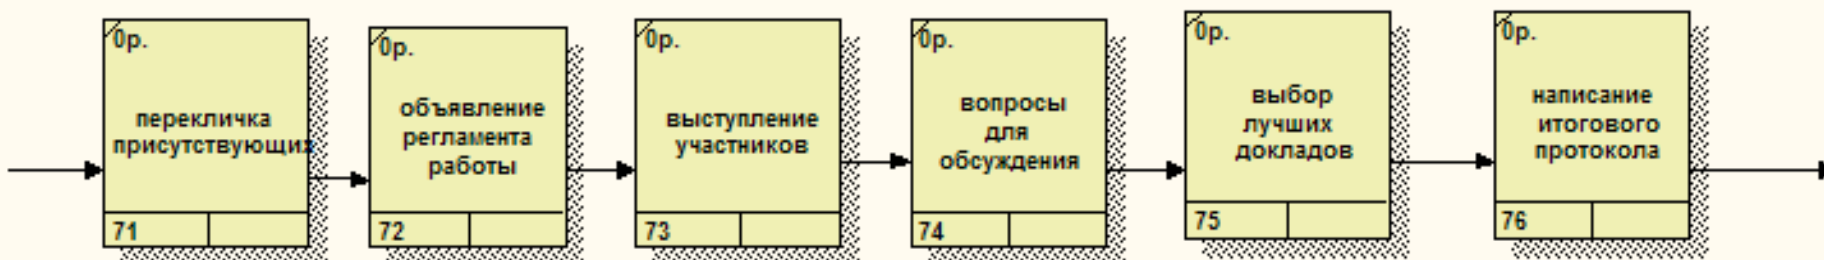 0р.
перекличка
присутствующих
71
0р.
объявление
регламента
работы
72
0р.
выступление
участников
73
0р.
вопросы
для
обсуждения
74
0р.
выбор
лучших
докладов
75
0р.
написание
итогового
протокола
76